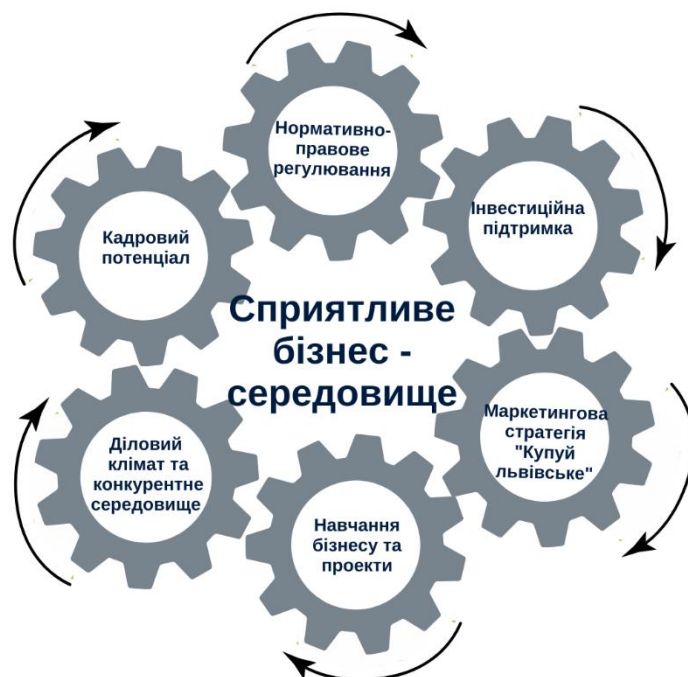 Нормативно-
правове
регулювання
Інвестиційна
підтримка
Кадровий
потенціал
Сприятливе
бізнес -
середовище
Маркетингова
стратегія
"Купуй
львівське"
Діловий
клімат та
конкурентне
середовище
Навчання
бізнесу та
проекти